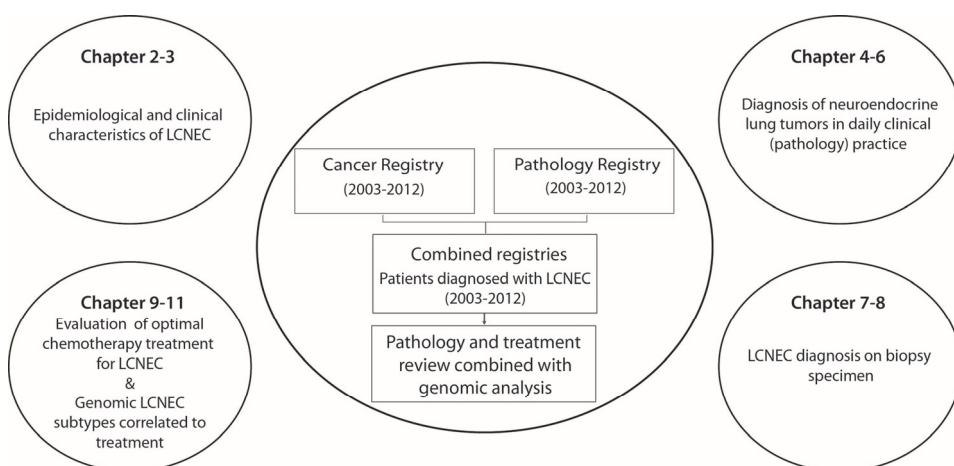 Chapter 2-3
Epidemiological and clinical
characteristics of LCNEC
Chapter 4-6
Diagnosis of neuroendocrine
lung tumors in daily clinical
(pathology) practice
Cancer Registry
(2003-2012)
Pathology Registry
(2003-2012)
Combined registries
Patients diagnosed with LCNEC
(2003-2012)
Pathology and treatment
review combined with
genomic analysis
Chapter 9-11
Evaluation of optimal
chemotherapy treatment
for LCNEC
&
Genomic LCNEC
subtypes correlated to
treatment
Chapter 7-8
LCNEC diagnosis on biopsy
specimen